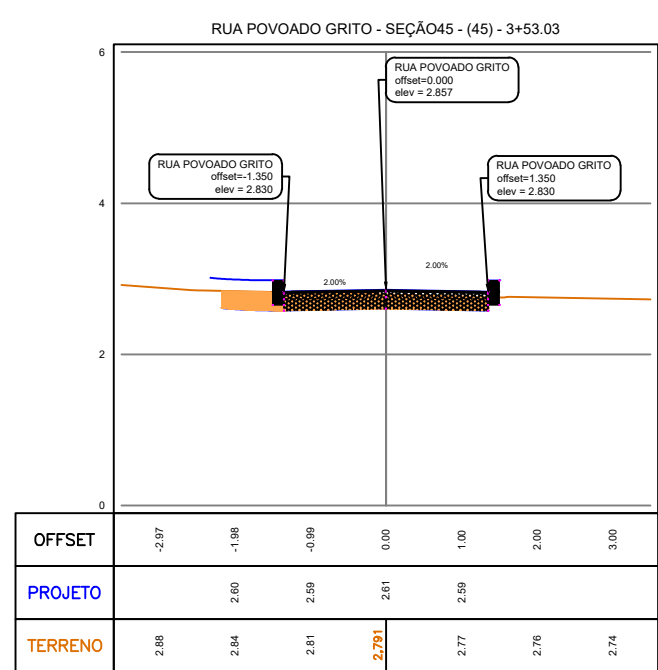 RUA POVOADO GRITO - SEÇÃO45 - (45) - 3+53.03
6
RUA POVOADO GRITO
offset=0.000
elev = 2.857
RUA POVOADO GRITO
offset=-1.350
elev = 2.830
RUA POVOADO GRITO
offset=1.350
elev = 2.830
4
2.00%
2.00%
2
0
OFFSET -2.97 -1.98 -0.99 0.00 1.00 2.00 3.00
PROJETO 2.60 2.59 2.61 2.59
TERRENO 2.88 2.84 2.81 2,791 2.77 2.76 2.74